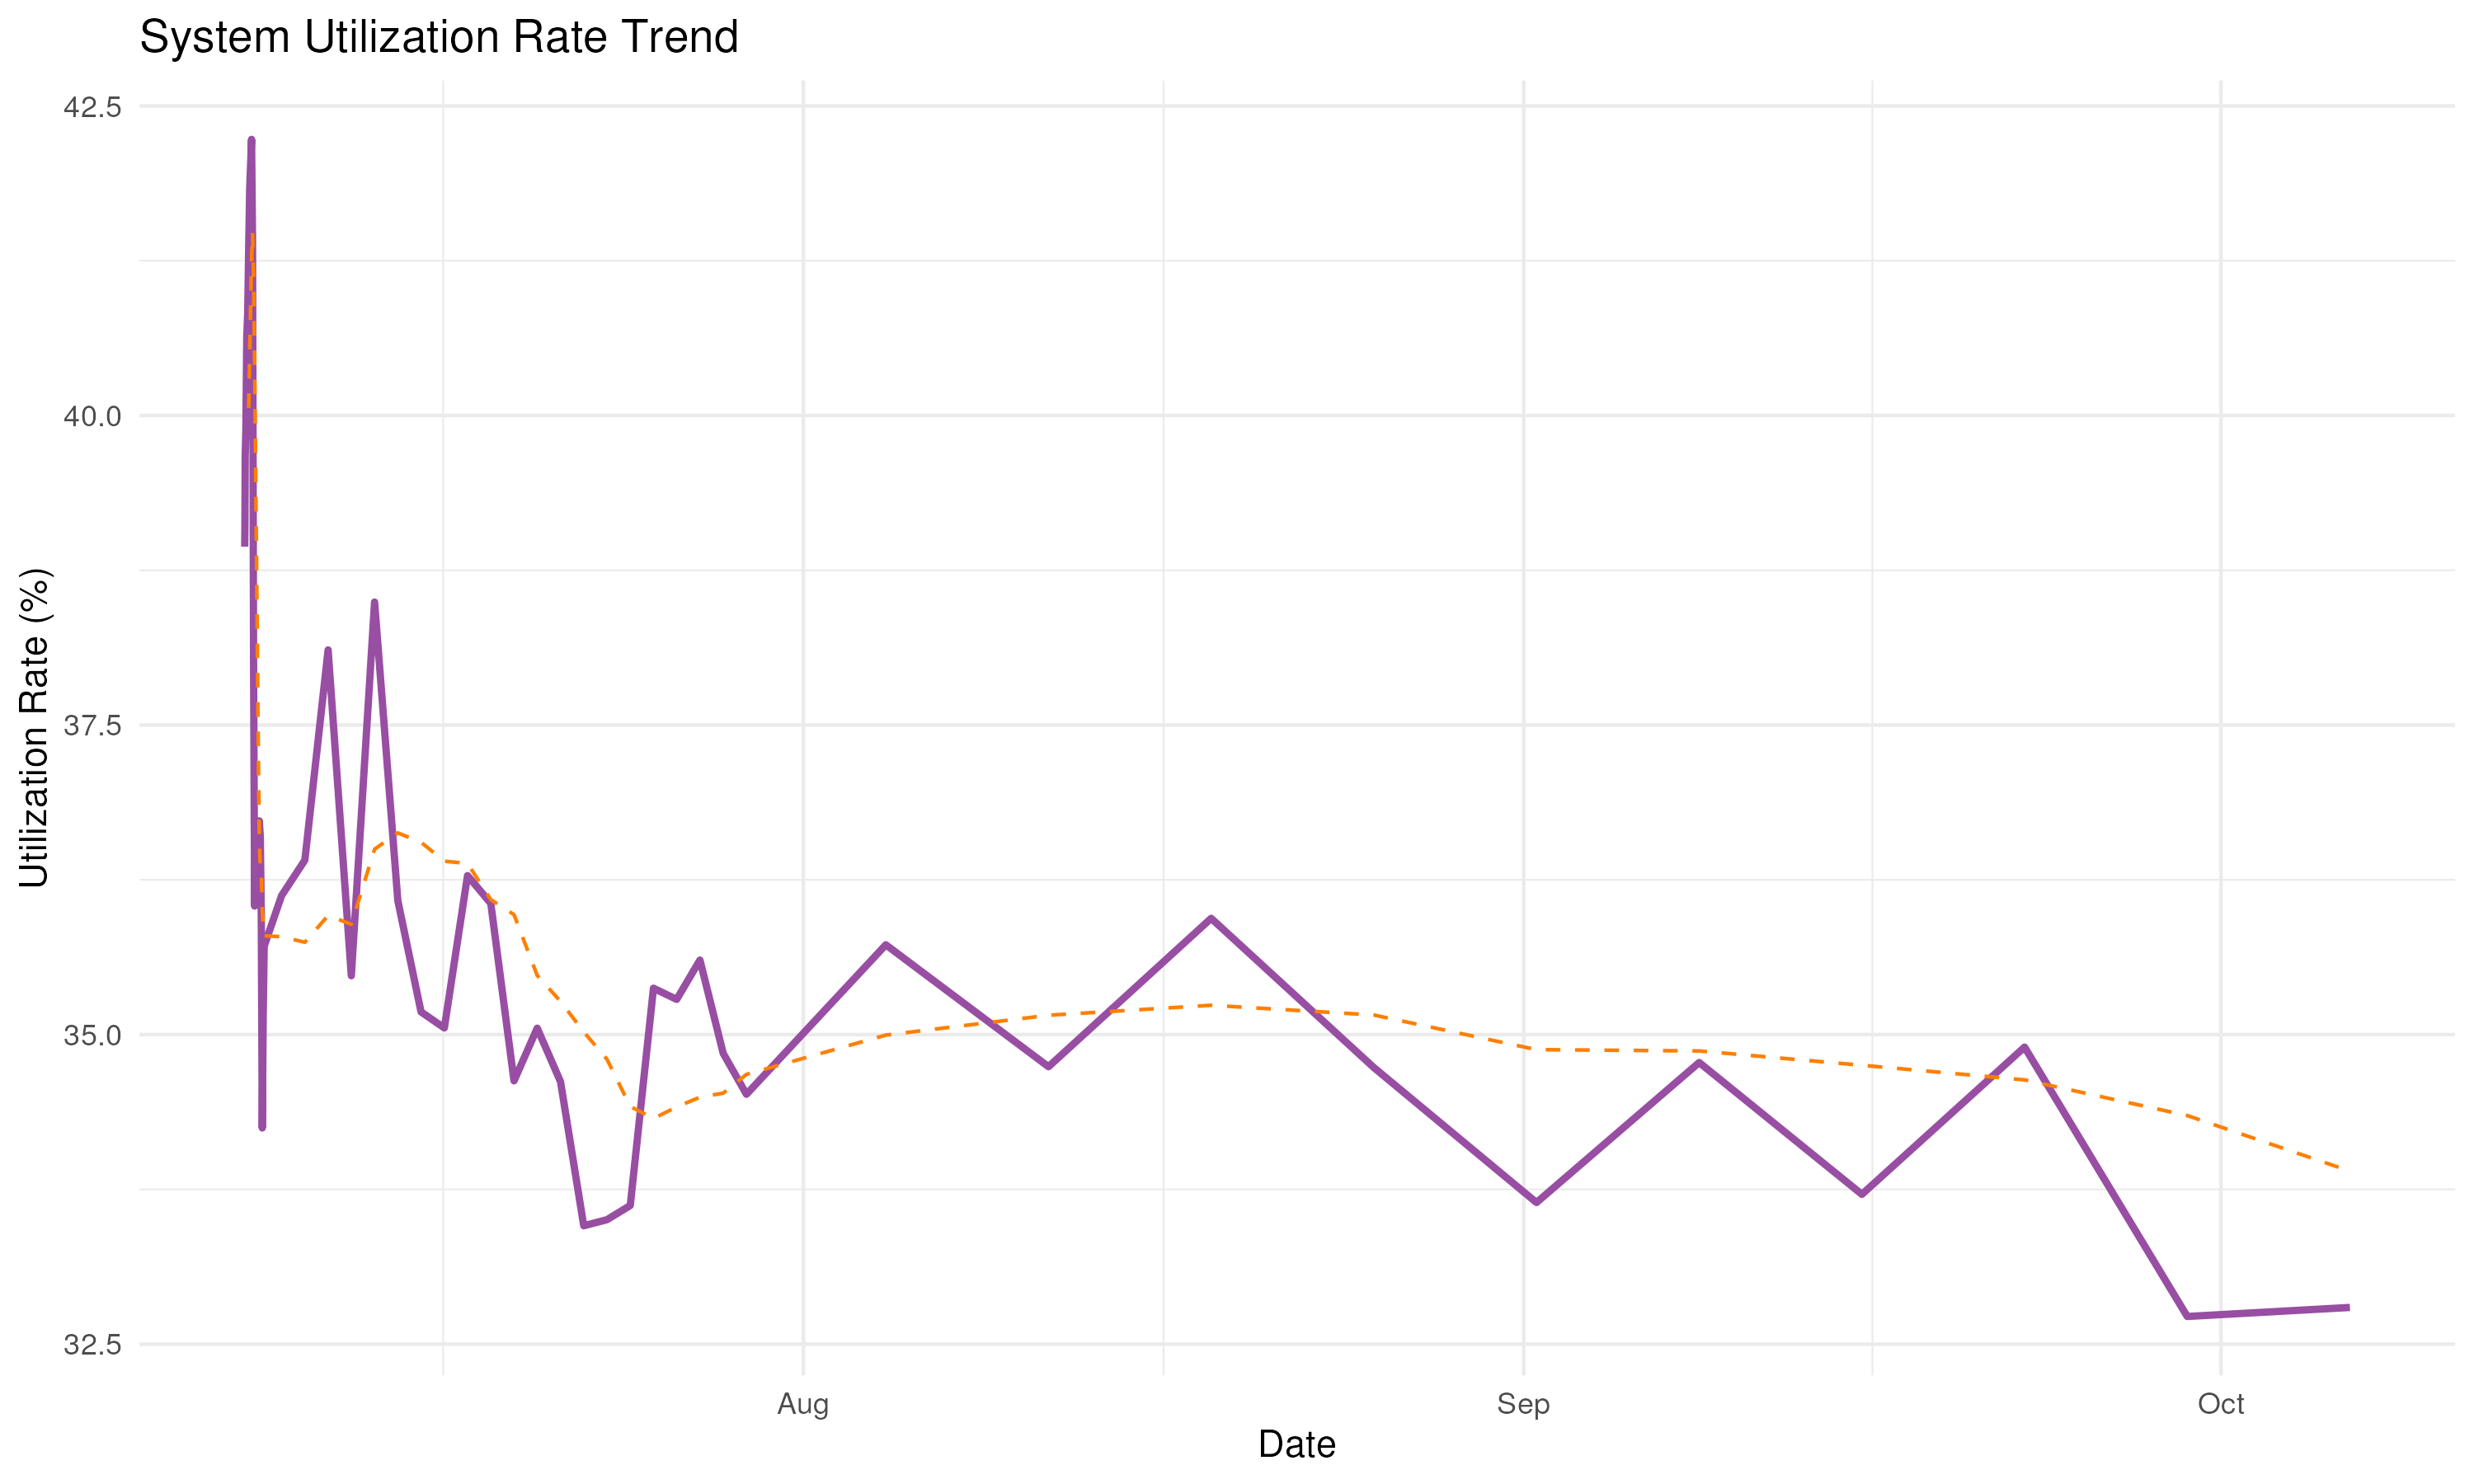 System Utilization Rate Trend
Utilization Rate (%)
42.5
40.0
37.5
35.0
32.5
Aug
Sep
Oct
Date